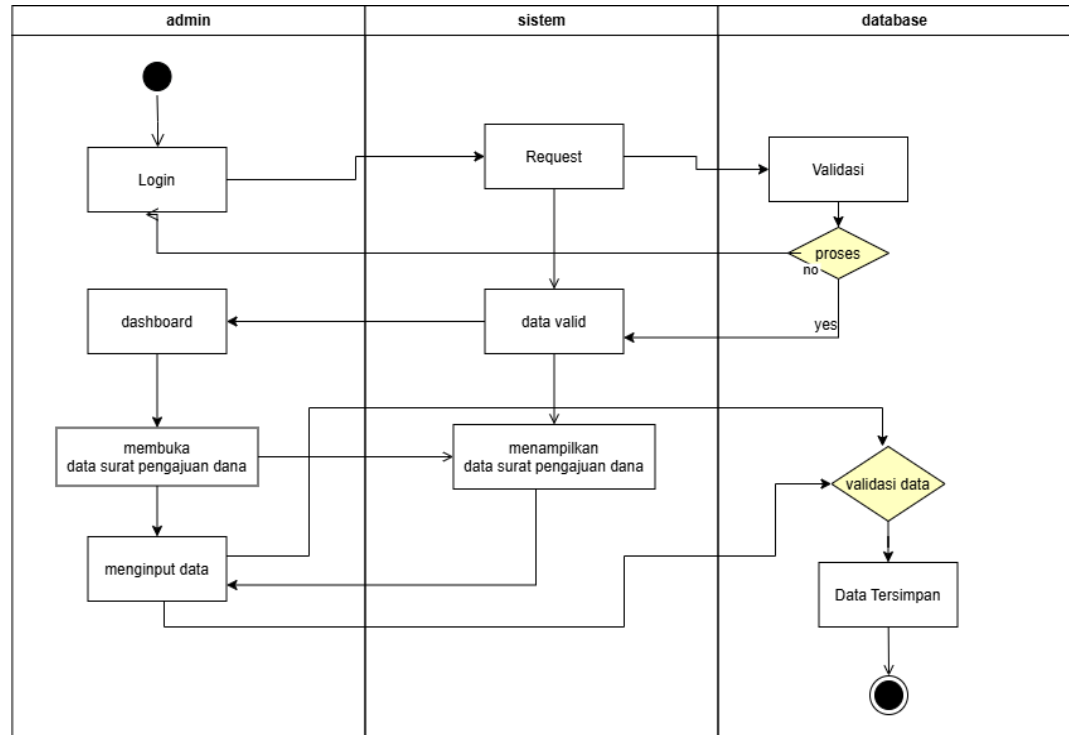 admin
sistem
database
Login
Request
Validasi
proses
no
dashboard
data valid
yes
membuka
data surat pengajuan dana
menampilkan
data surat pengajuan dana
validasi data
menginput data
Data Tersimpan